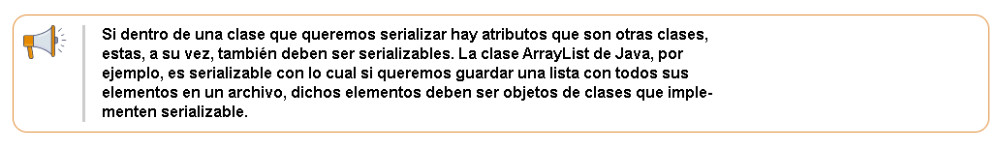 Si dentro de una clase que queremos serializar hay atributos que son otras clases,
estas, a su vez, también deben ser serializables. La clase ArrayList de Java, por
ejemplo, es serializable con lo cual si queremos guardar una lista con todos sus
elementos en un archivo, dichos elementos deben ser objetos de clases que imple-
menten serializable.